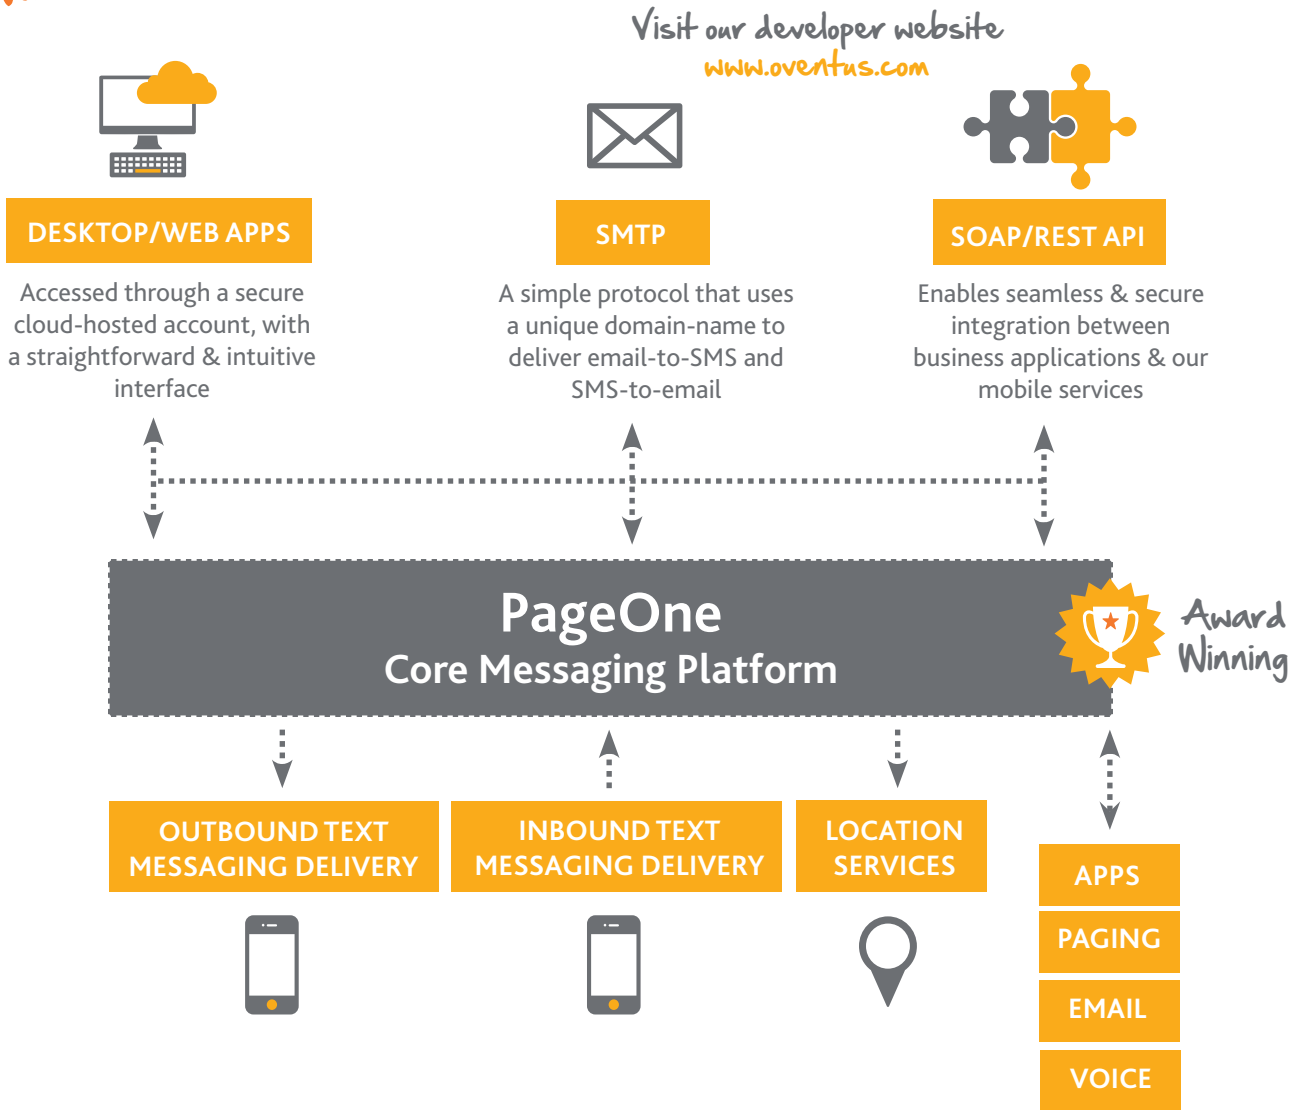 Visit our developer website
www.oventus.com
DESKTOP/WEB APPS
Accessed through a secure
cloud-hosted account, with
a straightforward & intuitive
interface
SMTP
A simple protocol that uses
a unique domain-name to
deliver email-to-SMS and
SMS-to-email
SOAP/REST API
Enables seamless & secure
integration between
business applications & our
mobile services
PageOne
Core Messaging Platform
Award
Winning
OUTBOUND TEXT
MESSAGING DELIVERY
INBOUND TEXT
MESSAGING DELIVERY
LOCATION
SERVICES
APPS
PAGING
EMAIL
VOICE